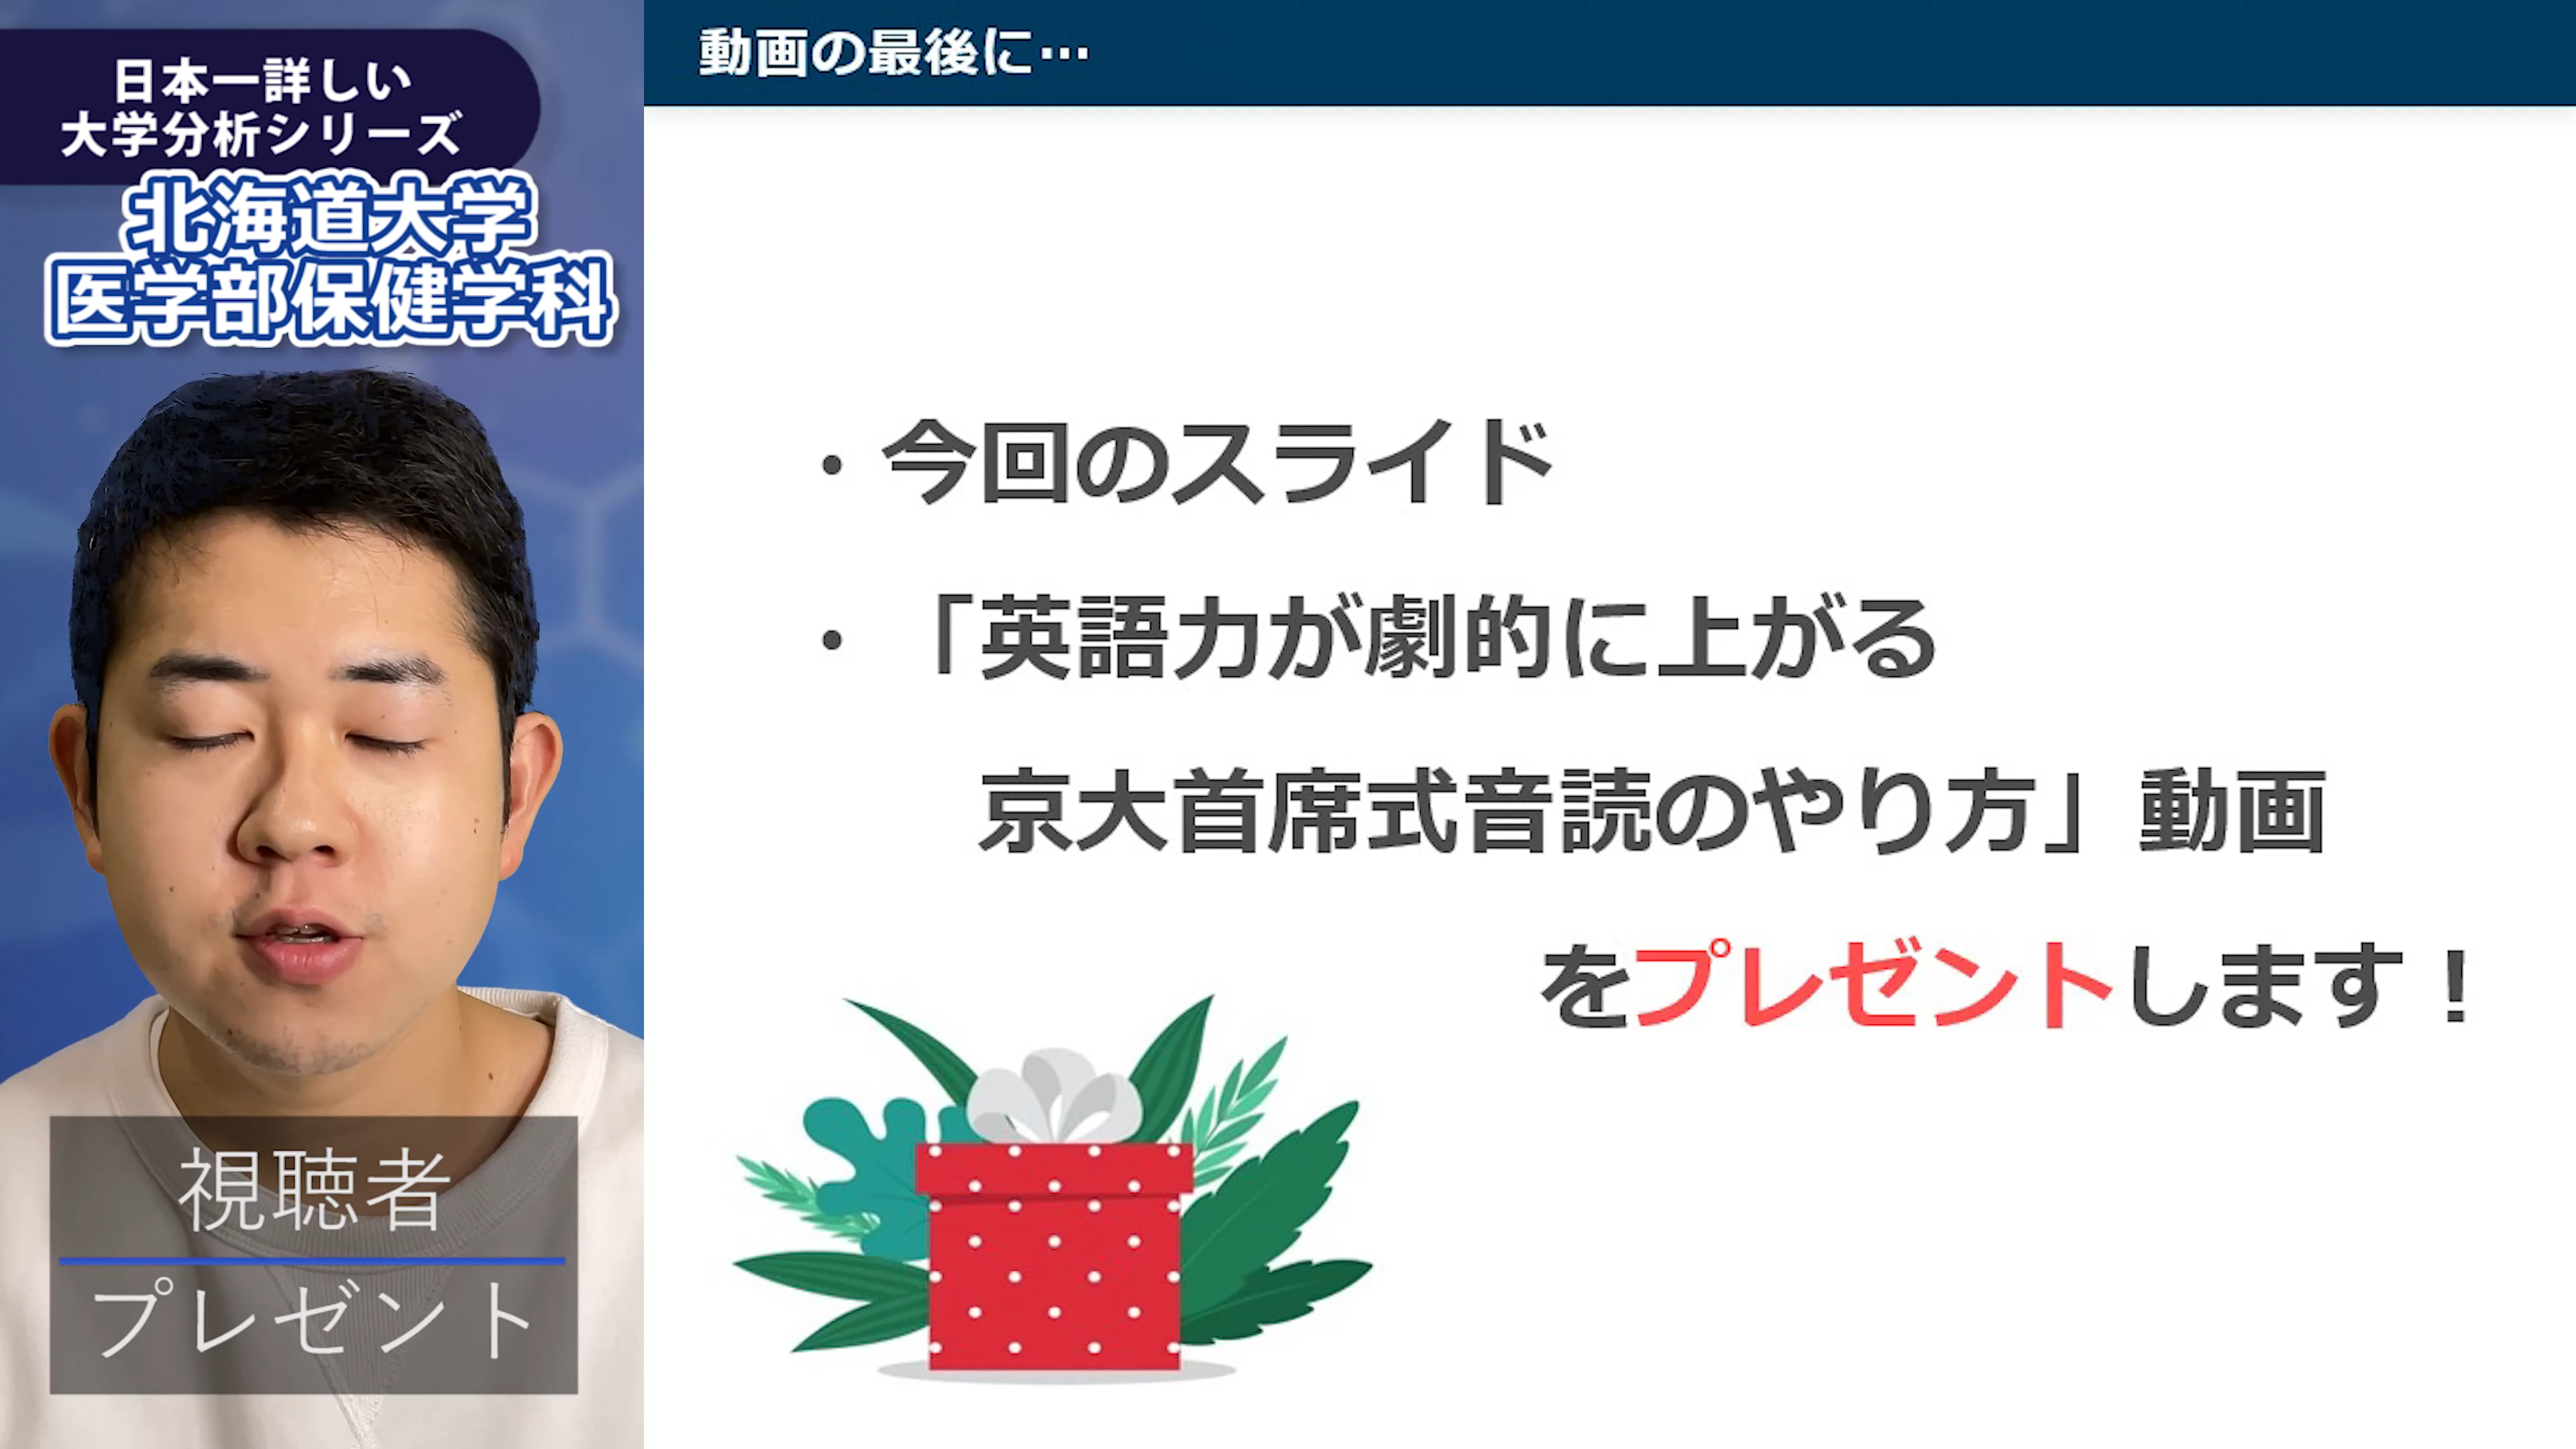 日本一詳しい
大学分析シリーズ
北海道大学
医学部保健学科
視聴者
プレゼント
動画の最後に…
・今回のスライド
・「英語力が劇的に上がる
京大首席式音読のやり方」動画
をプレゼントします！